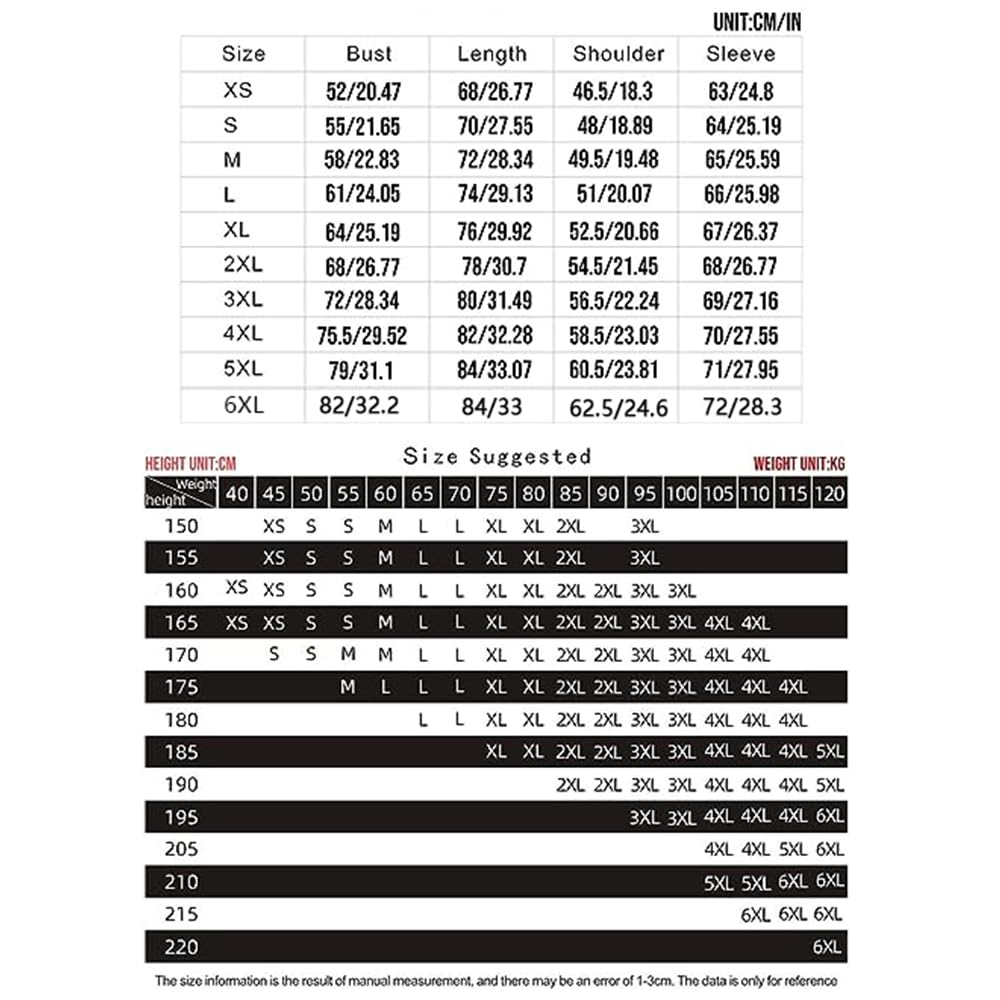 UNIT:CM/IN
Size Bust Length Shoulder Sleeve
XS 52/20.47 68/26.77 46.5/18.3 63/24.8
S 55/21.65 70/27.55 48/18.89 64/25.19
M 58/22.83 72/28.34 49.5/19.48 65/25.59
L 61/24.05 74/29.13 51/20.07 66/25.98
XL 64/25.19 76/29.92 52.5/20.66 67/26.37
2XL 68/26.77 78/30.7 54.5/21.45 68/26.77
3XL 72/28.34 80/31.49 56.5/22.24 69/27.16
4XL 75.5/29.52 82/32.28 58.5/23.03 70/27.55
5XL 79/31.1 84/33.07 60.5/23.81 71/27.95
6XL 82/32.2 84/33 62.5/24.6 72/28.3
HEIGHT UNIT:CM Size Suggested WEIGHT UNIT:KG
Weight height 40 45 50 55 60 65 70 75 80 85 90 95 100 105 110 115 120
150 XS S S M L L XL XL 2XL 3XL
155 XS S S M L L XL XL 2XL 3XL
160 XS XS S S M L L XL XL 2XL 2XL 3XL 3XL
165 XS XS S S M L L XL XL 2XL 2XL 3XL 3XL 4XL 4XL
170 S S M M L L XL XL 2XL 2XL 3XL 3XL 4XL 4XL
175 M L L L XL XL 2XL 2XL 3XL 3XL 4XL 4XL 4XL
180 L L XL XL 2XL 2XL 3XL 3XL 4XL 4XL 4XL
185 XL XL 2XL 2XL 3XL 3XL 4XL 4XL 4XL 5XL
190 2XL 2XL 3XL 3XL 4XL 4XL 4XL 5XL
195 3XL 3XL 4XL 4XL 4XL 6XL
205 4XL 4XL 5XL 6XL
210 5XL 5XL 6XL 6XL
215 6XL 6XL 6XL
220 6XL
The size information is the result of manual measurement, and there may be an error of 1-3cm. The data is only for reference